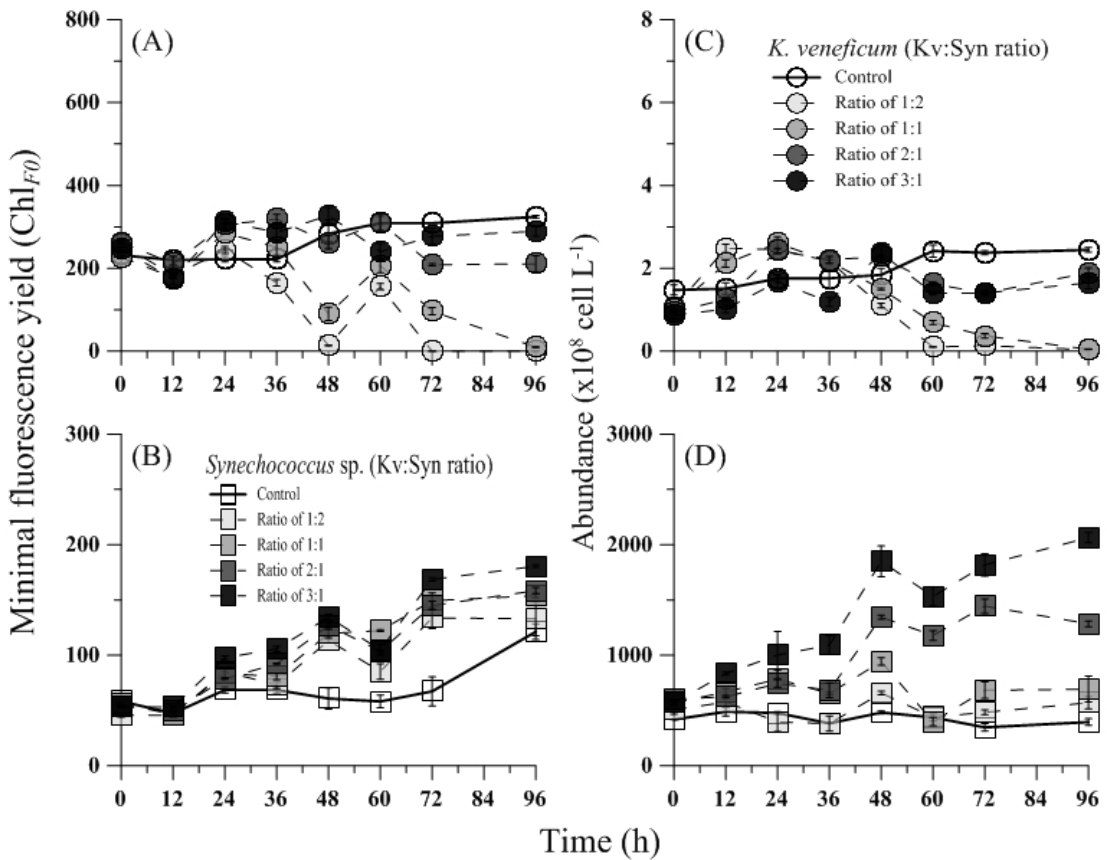 Minimal fluorescence yield (Chl_F0)
800
600
400
200
0
(A)
0 12 24 36 48 60 72 84 96
300
200
100
0
(B)
Synechococcus sp. (Kv:Syn ratio)
Control
Ratio of 1:2
Ratio of 1:1
Ratio of 2:1
Ratio of 3:1
0 12 24 36 48 60 72 84 96
Abundance (x10⁸ cell L⁻¹)
8
6
4
2
0
(C)
K. veneficum (Kv:Syn ratio)
Control
Ratio of 1:2
Ratio of 1:1
Ratio of 2:1
Ratio of 3:1
0 12 24 36 48 60 72 84 96
3000
2000
1000
0
(D)
0 12 24 36 48 60 72 84 96
Time (h)